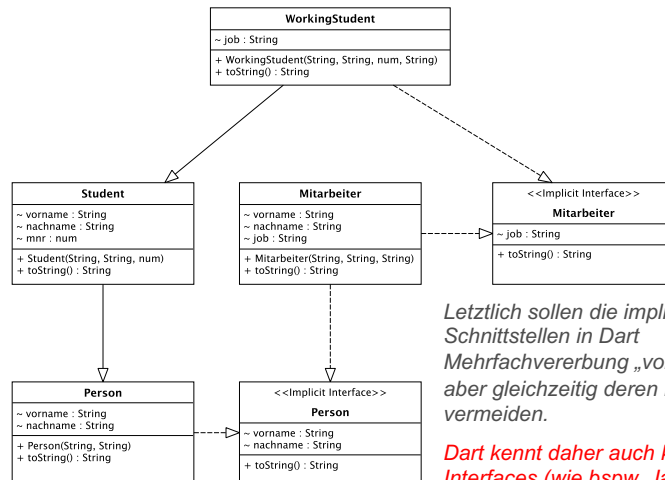 WorkingStudent
~ job : String
+ WorkingStudent(String, String, num, String)
+ toString() : String
Student
~ vorname : String
~ nachname : String
~ mnr : num
+ Student(String, String, num)
+ toString() : String
Mitarbeiter
~ vorname : String
~ nachname : String
~ job : String
+ Mitarbeiter(String, String, String)
+ toString() : String
<<Implicit Interface>>
Mitarbeiter
~ job : String
+ toString() : String
Letztlich sollen die
Schnittstellen in Dart
Mehrfachvererbung
aber gleichzeitig deren
vermeiden.
Dart kennt daher auch
Interfaces (wie bspw.
Person
~ vorname : String
~ nachname : String
+ Person(String, String)
+ toString() : String
<<Implicit Interface>>
Person
~ vorname : String
~ nachname : String
+ toString() : String